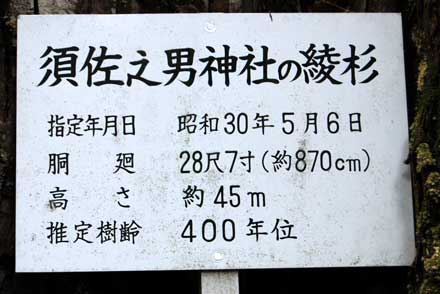 須佐之男神社の綾杉
指定年月日 昭和30年5月6日
胴廻 28尺7寸(約870cm)
高さ 約45m
推定樹齢 400年位